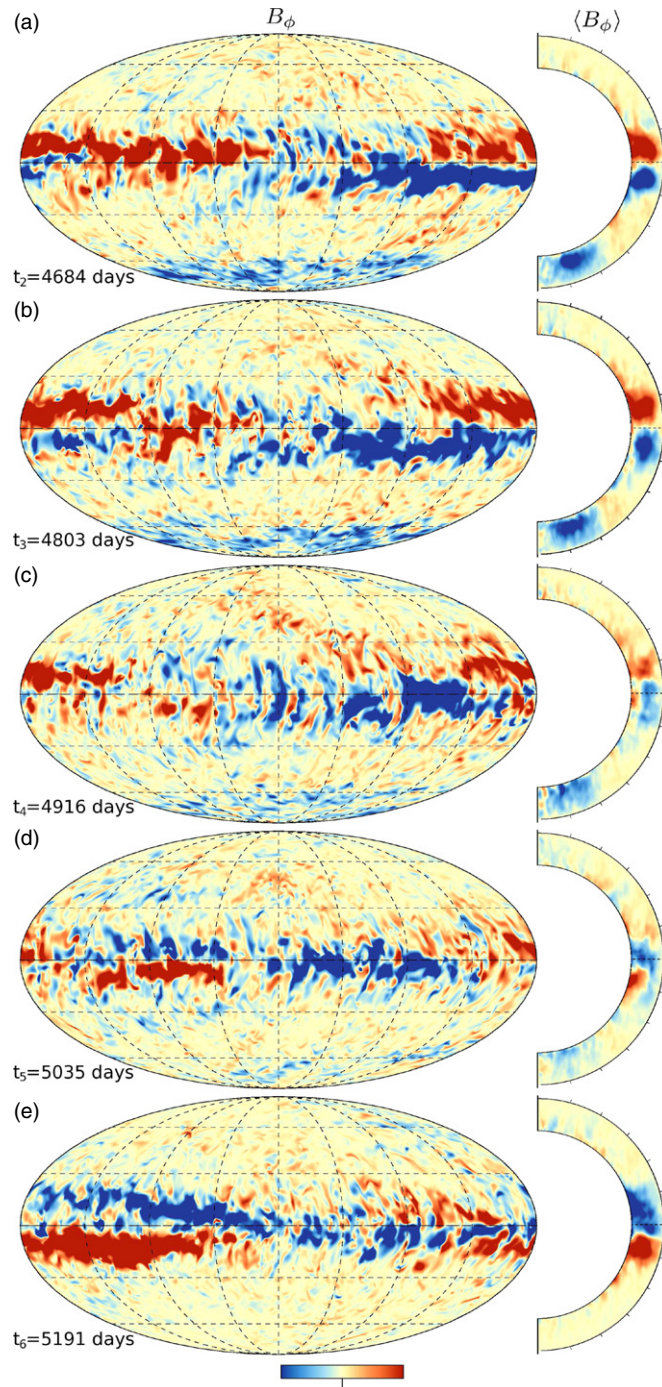 (a)
B_ϕ
⟨B_ϕ⟩
t₂=4684 days
(b)
t₃=4803 days
(c)
t₄=4916 days
(d)
t₅=5035 days
(e)
t₆=5191 days